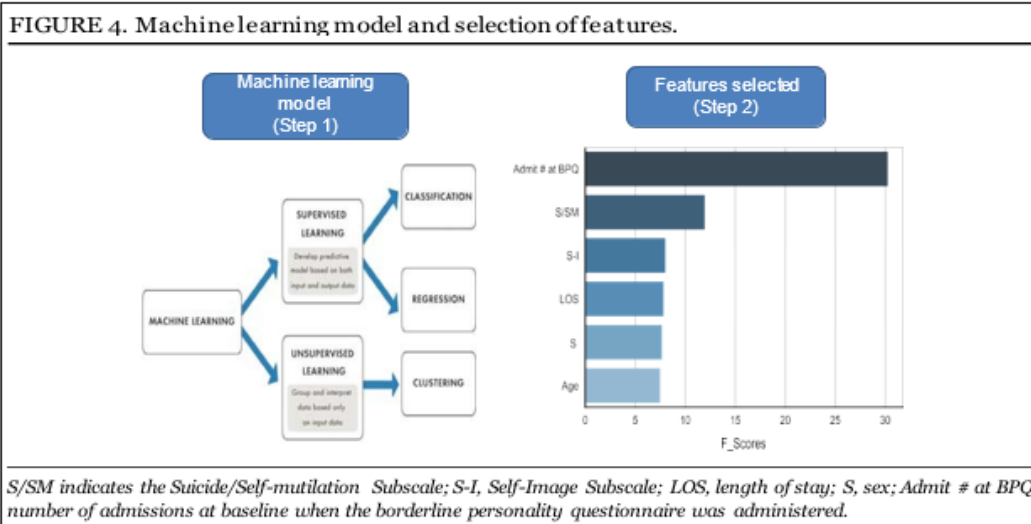 FIGURE 4. Machine learning model and selection of features.
Machine learning
model
(Step 1)
Features selected
(Step 2)
MACHINE LEARNING
SUPERVISED
LEARNING
Develop predictive
model based on both
input and output data
UNSUPERVISED
LEARNING
Group and interpret
data based only
on input data
CLASSIFICATION
REGRESSION
CLUSTERING
Admit # at BPQ
S/SM
S-I
LOS
S
Age
0 5 10 15 20 25 30
F_Scores
S/SM indicates the Suicide/Self-mutilation Subscale; S-I, Self-Image Subscale; LOS, length of stay; S, sex; Admit # at BPQ
number of admissions at baseline when the borderline personality questionnaire was administered.